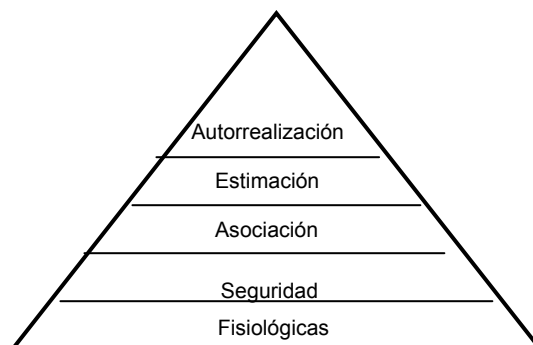 Autorrealización
Estimación
Asociación
Seguridad
Fisiológicas